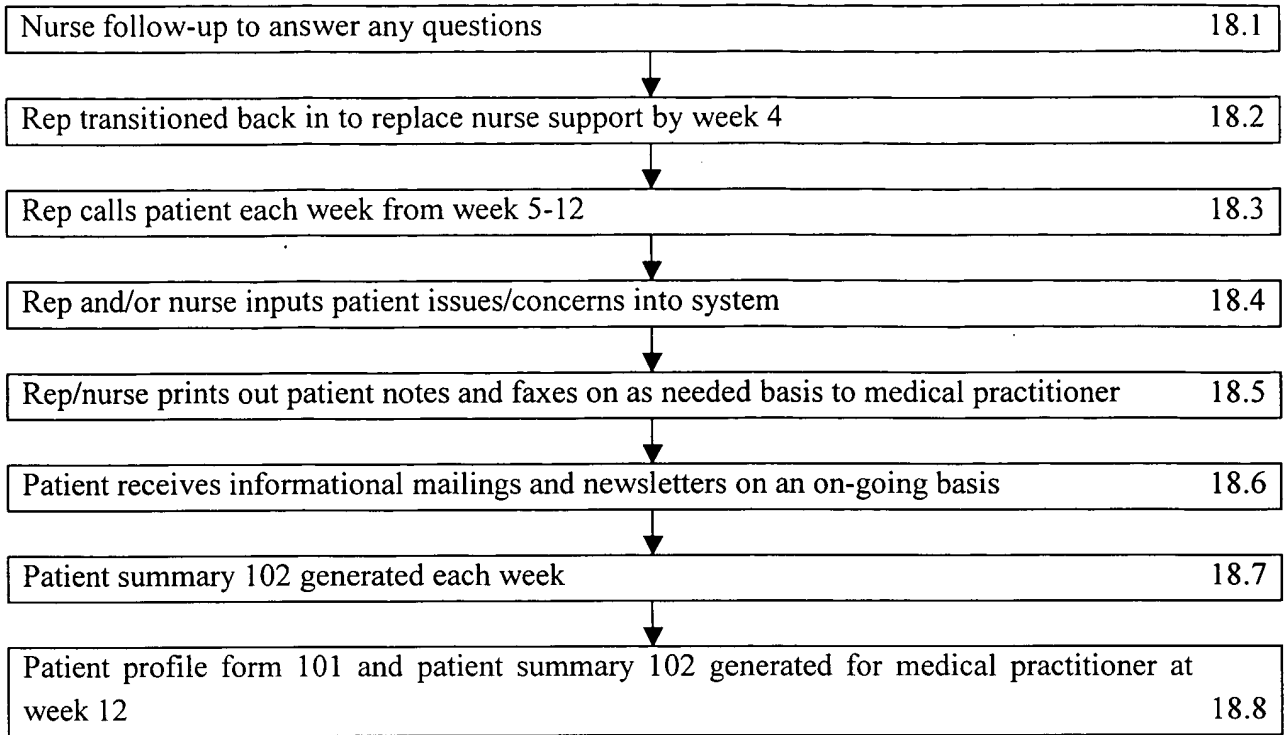 Nurse follow-up to answer any questions 18.1
Rep transitioned back in to replace nurse support by week 4 18.2
Rep calls patient each week from week 5-12 18.3
Rep and/or nurse inputs patient issues/concerns into system 18.4
Rep/nurse prints out patient notes and faxes on as needed basis to medical practitioner 18.5
Patient receives informational mailings and newsletters on an on-going basis 18.6
Patient summary 102 generated each week 18.7
Patient profile form 101 and patient summary 102 generated for medical practitioner at
week 12 18.8